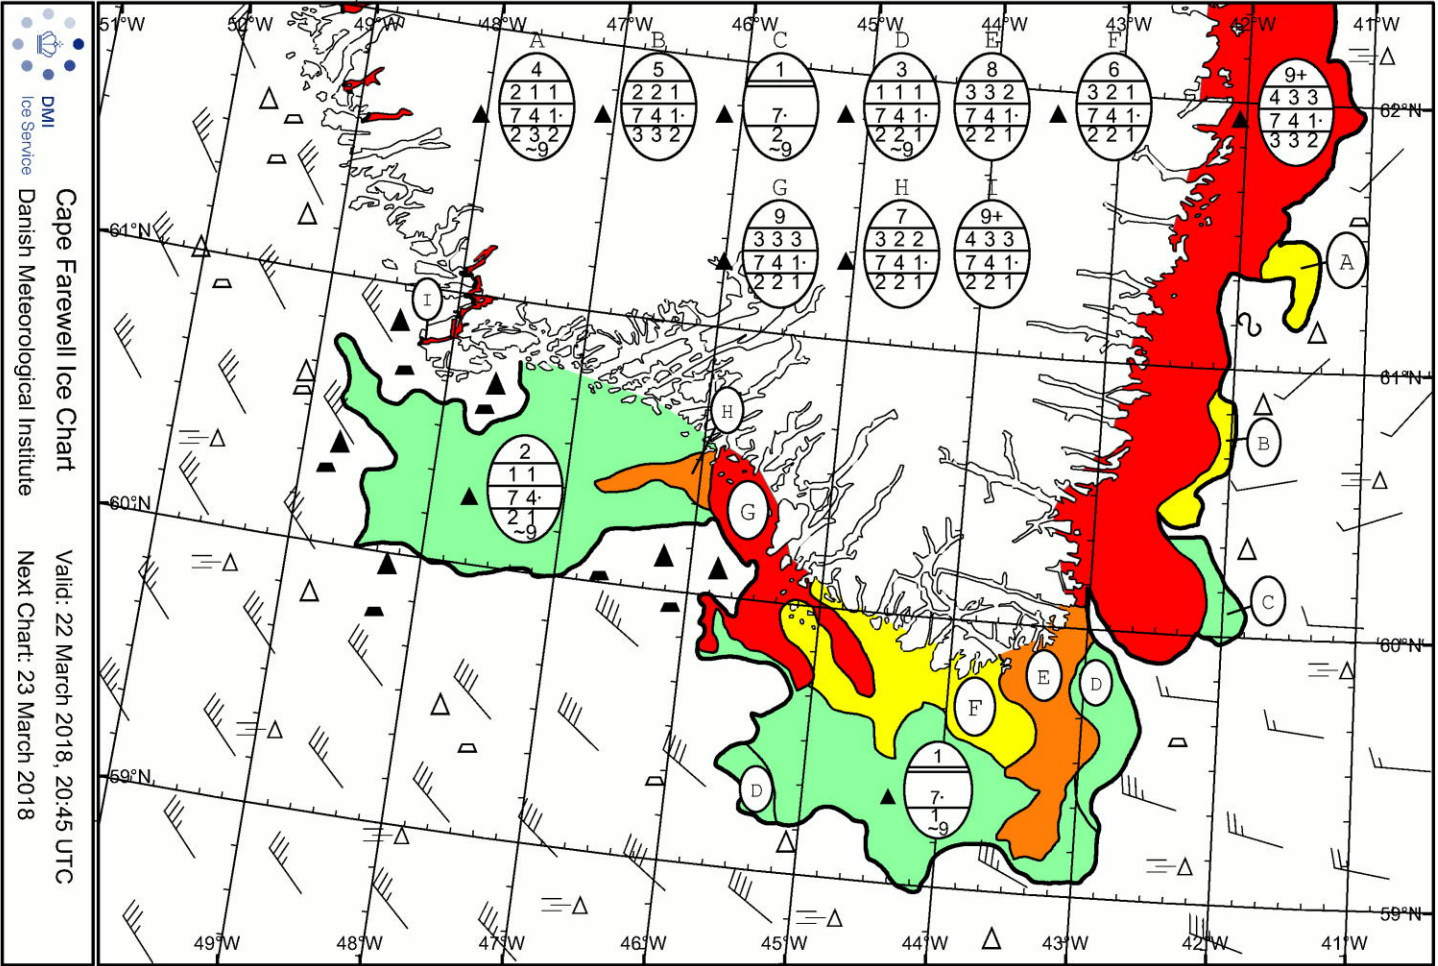 DMI
Ice Service
Cape Farewell Ice Chart
Danish Meteorological Institute
Valid: 22 March 2018, 20:45 UTC
Next Chart: 23 March 2018
51°W 50°W 49°W 48°W 47°W 46°W 45°W 44°W 43°W 42°W 41°W
A B C D E F
4
2 1 1
7 4 1·
2 3 2
~9
5
2 2 1
7 4 1·
3 3 2
1
7·
2
~9
3
1 1 1
7 4 1·
2 2 1
~9
8
3 3 2
7 4 1·
2 2 1
6
3 2 1
7 4 1·
2 2 1
9+
4 3 3
7 4 1·
3 3 2
62°N
G H I
9
3 3 3
7 4 1·
2 2 1
7
3 2 2
7 4 1·
2 2 1
9+
4 3 3
7 4 1·
2 2 1
61°N
A
I
61°N
H
B
2
1 1
7 4·
2 1
~9
G
60°N
C
60°N
E
D
F
1
7·
1
~9
D
59°N
59°N
49°W 48°W 47°W 46°W 45°W 44°W 43°W 42°W 41°W